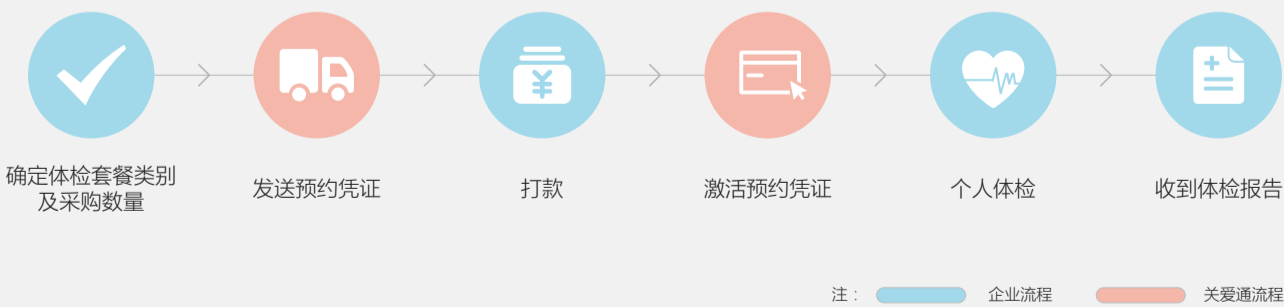 确定体检套餐类别
及采购数量
发送预约凭证
打款
激活预约凭证
个人体检
收到体检报告
注：
企业流程
关爱通流程